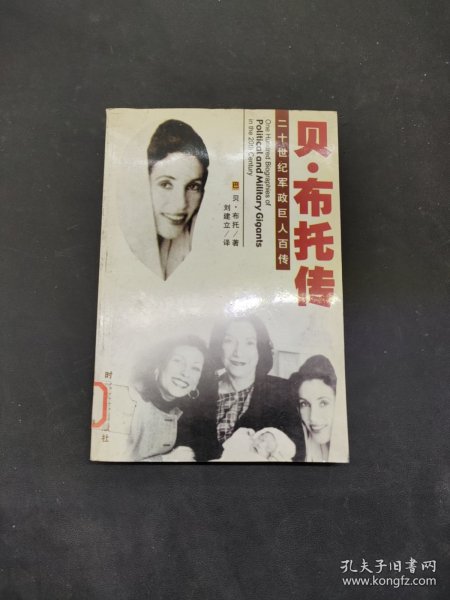 贝·布托传
二十世纪军政巨人百传
One Hundred Biographies of
Political and Military Gigants
in the 20th Century
巴 贝·布托/著
刘建立/译
时
社
孔夫子旧书网
www.kongfz.com